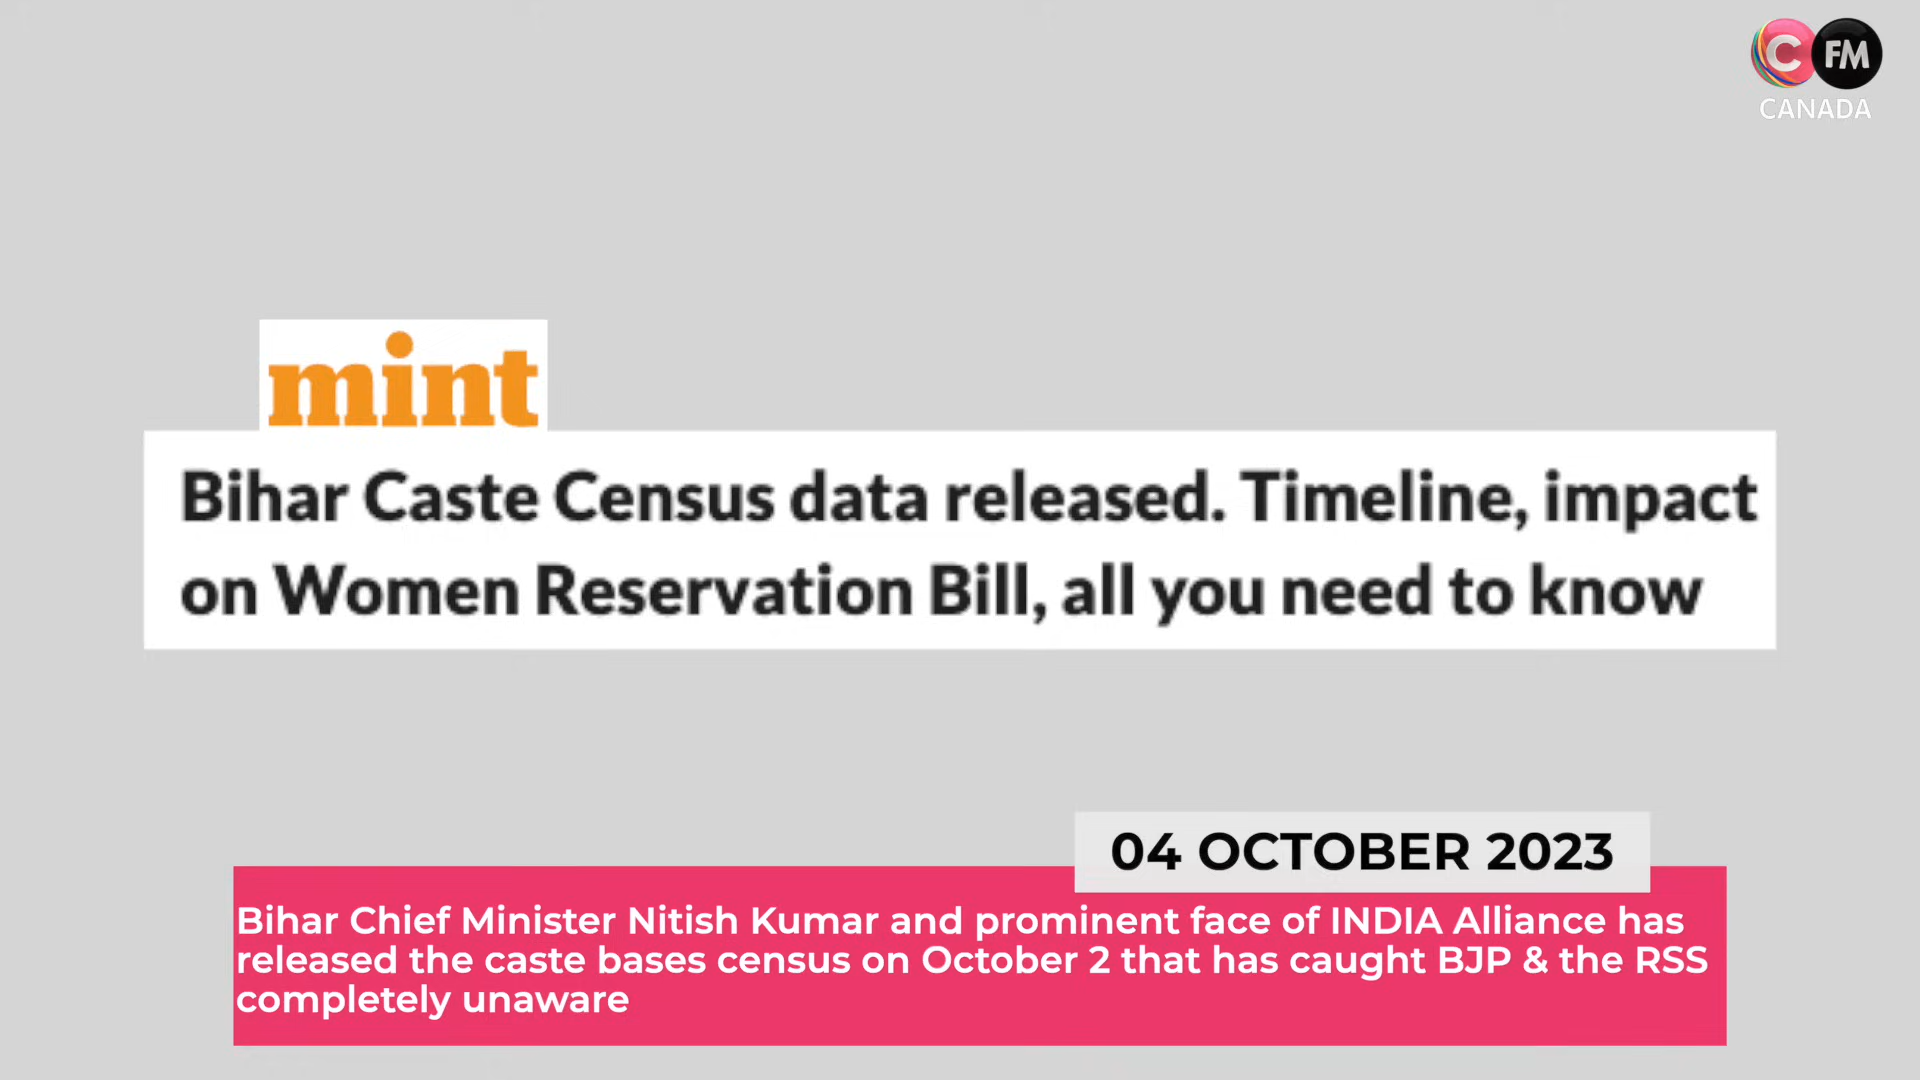 C FM
CANADA
mint
Bihar Caste Census data released. Timeline, impact
on Women Reservation Bill, all you need to know
04 OCTOBER 2023
Bihar Chief Minister Nitish Kumar and prominent face of INDIA Alliance has
released the caste bases census on October 2 that has caught BJP & the RSS
completely unaware